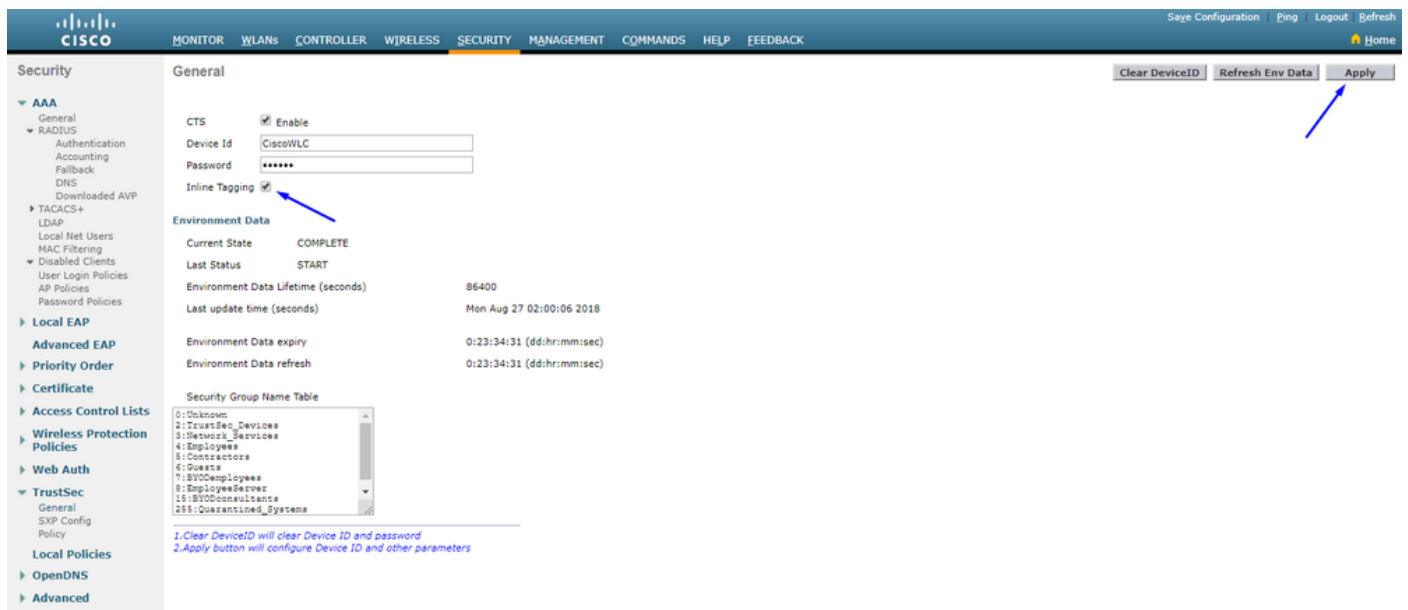 Save Configuration Ping Logout Refresh
CISCO
MONITOR WLANs CONTROLLER WIRELESS SECURITY MANAGEMENT COMMANDS HELP FEEDBACK Home
Security
General
Clear DeviceID Refresh Env Data Apply
AAA
General
RADIUS
Authentication
Accounting
Fallback
DNS
Downloaded AVP
TACACS+
LDAP
Local Net Users
MAC Filtering
Disabled Clients
User Login Policies
AP Policies
Password Policies
Local EAP
Advanced EAP
Priority Order
Certificate
Access Control Lists
Wireless Protection
Policies
Web Auth
TrustSec
General
SXP Config
Policy
Local Policies
OpenDNS
Advanced
CTS Enable
Device Id CiscoWLC
Password ••••••
Inline Tagging
Environment Data
Current State COMPLETE
Last Status START
Environment Data Lifetime (seconds) 86400
Last update time (seconds) Mon Aug 27 02:00:06 2018
Environment Data expiry 0:23:34:31 (dd:hr:mm:sec)
Environment Data refresh 0:23:34:31 (dd:hr:mm:sec)
Security Group Name Table
0:Unknown
2:TrustSec_Devices
3:Network_Services
4:Employees
5:Contractors
6:Guests
7:BYODemployees
8:EmployeeServer
15:BYODconsultants
255:Quarantined_Systems
1.Clear DeviceID will clear Device ID and password
2.Apply button will configure Device ID and other parameters